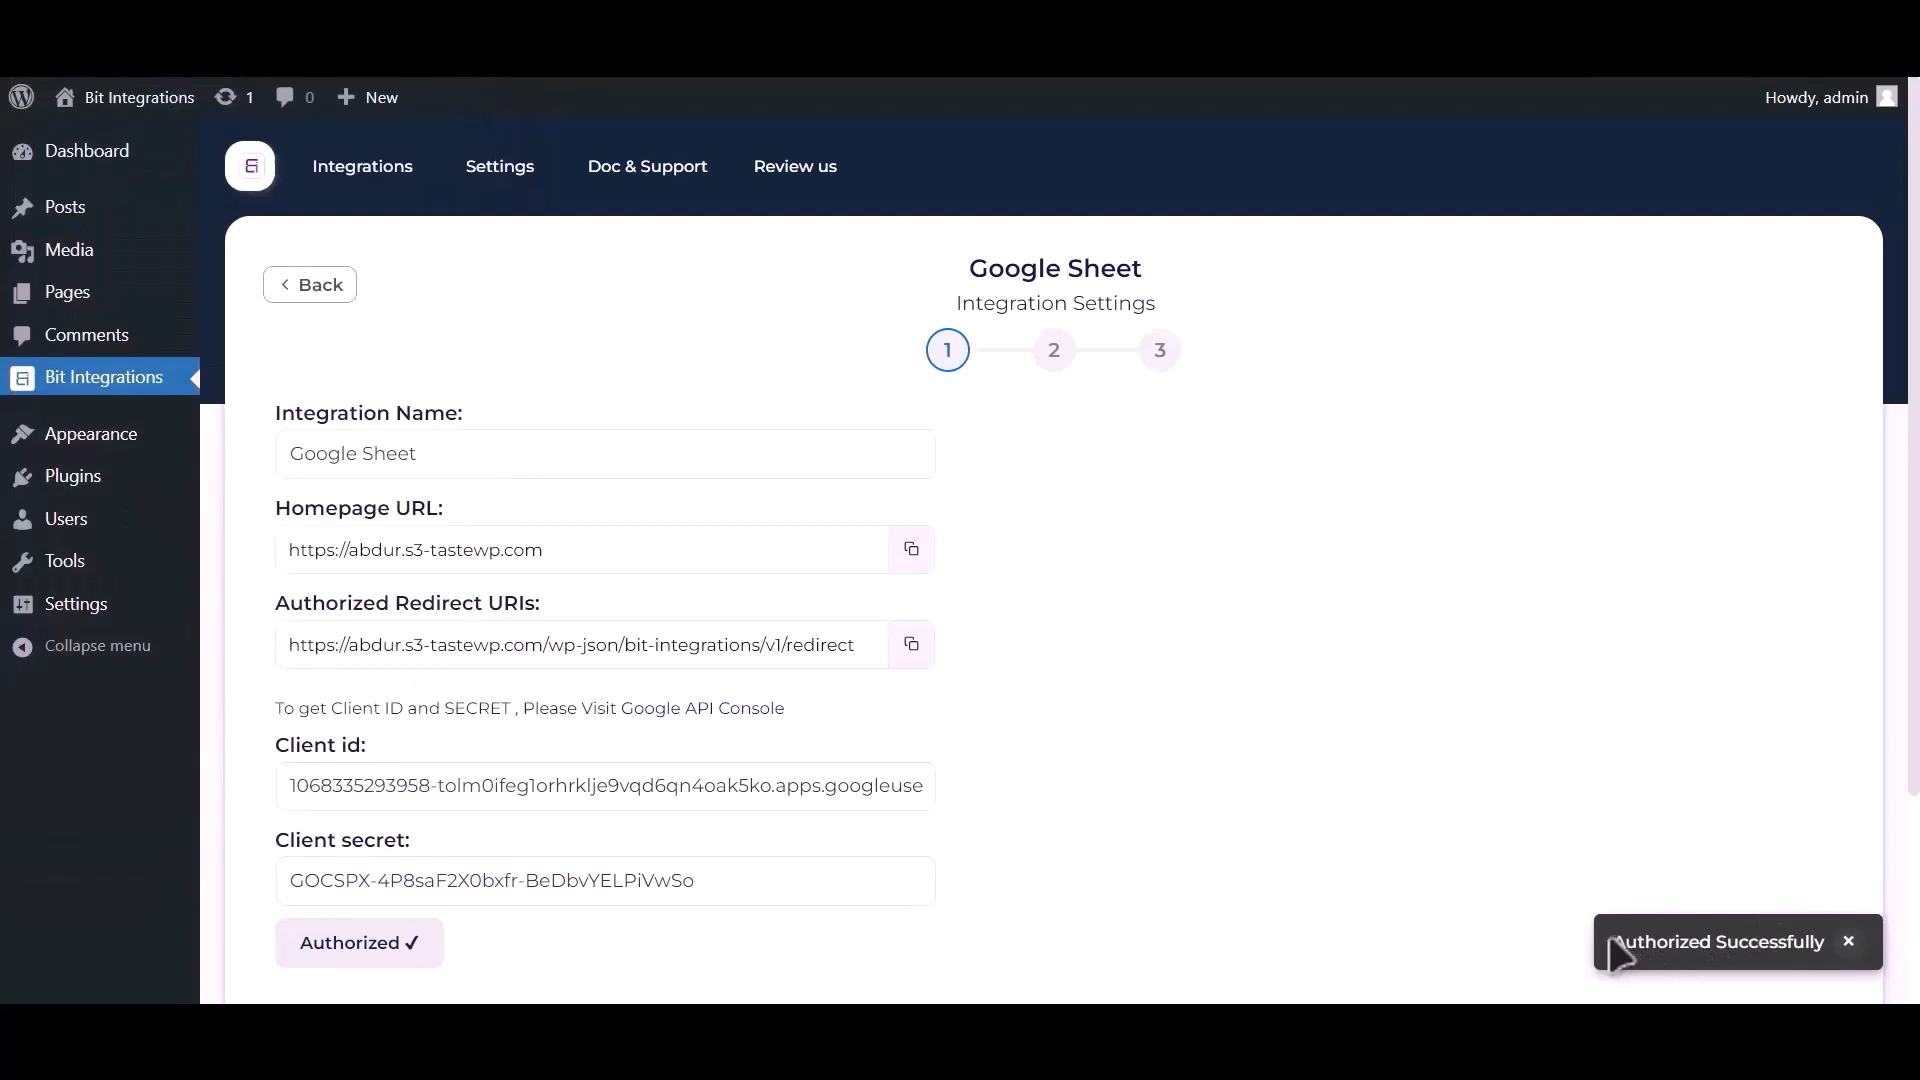 Bit Integrations 1 0 New Howdy, admin
Dashboard
Posts
Media
Pages
Comments
Bit Integrations
Appearance
Plugins
Users
Tools
Settings
Collapse menu
Integrations Settings Doc & Support Review us
Back
Google Sheet
Integration Settings
1 2 3
Integration Name:
Google Sheet
Homepage URL:
https://abdur.s3-tastewp.com
Authorized Redirect URIs:
https://abdur.s3-tastewp.com/wp-json/bit-integrations/v1/redirect
To get Client ID and SECRET , Please Visit Google API Console
Client id:
1068335293958-tolm0ifeg1orhrklje9vqd6qn4oak5ko.apps.googleuse
Client secret:
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
Authorized ✓
Authorized Successfully ×